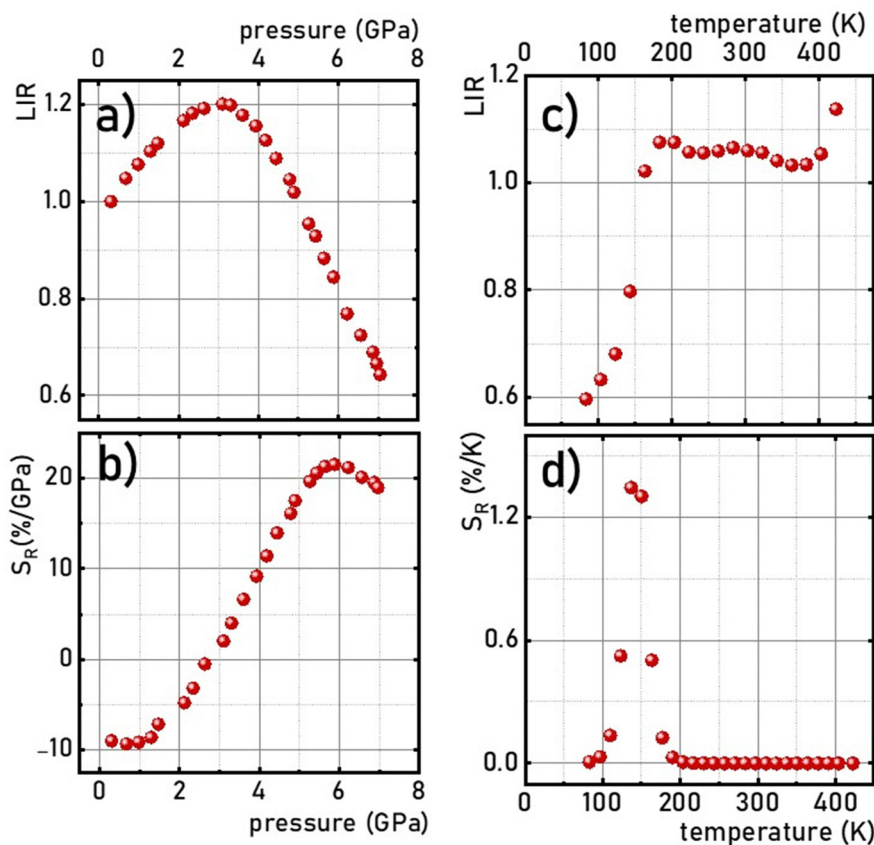 pressure (GPa)
0 2 4 6 8
LIR
1.2
1.0
0.8
0.6
a)
S_R(%/GPa)
20
10
0
−10
b)
0 2 4 6 8
pressure (GPa)
temperature (K)
0 100 200 300 400
LIR
1.2
1.0
0.8
0.6
c)
S_R (%/K)
1.2
0.6
0.0
d)
0 100 200 300 400
temperature (K)